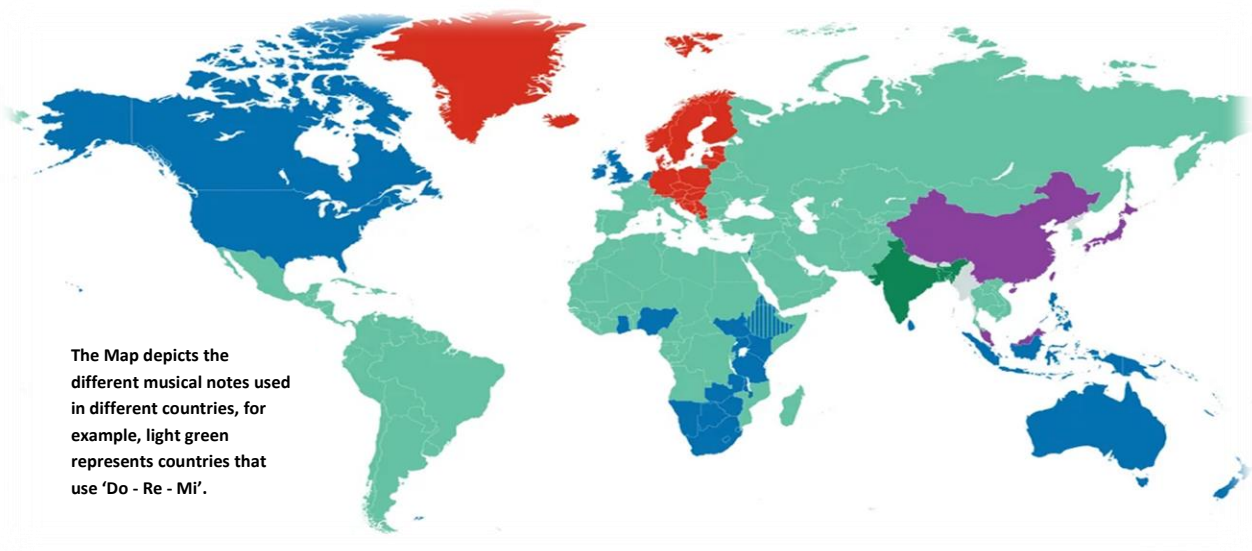 The Map depicts the
different musical notes used
in different countries, for
example, light green
represents countries that
use ‘Do - Re - Mi’.